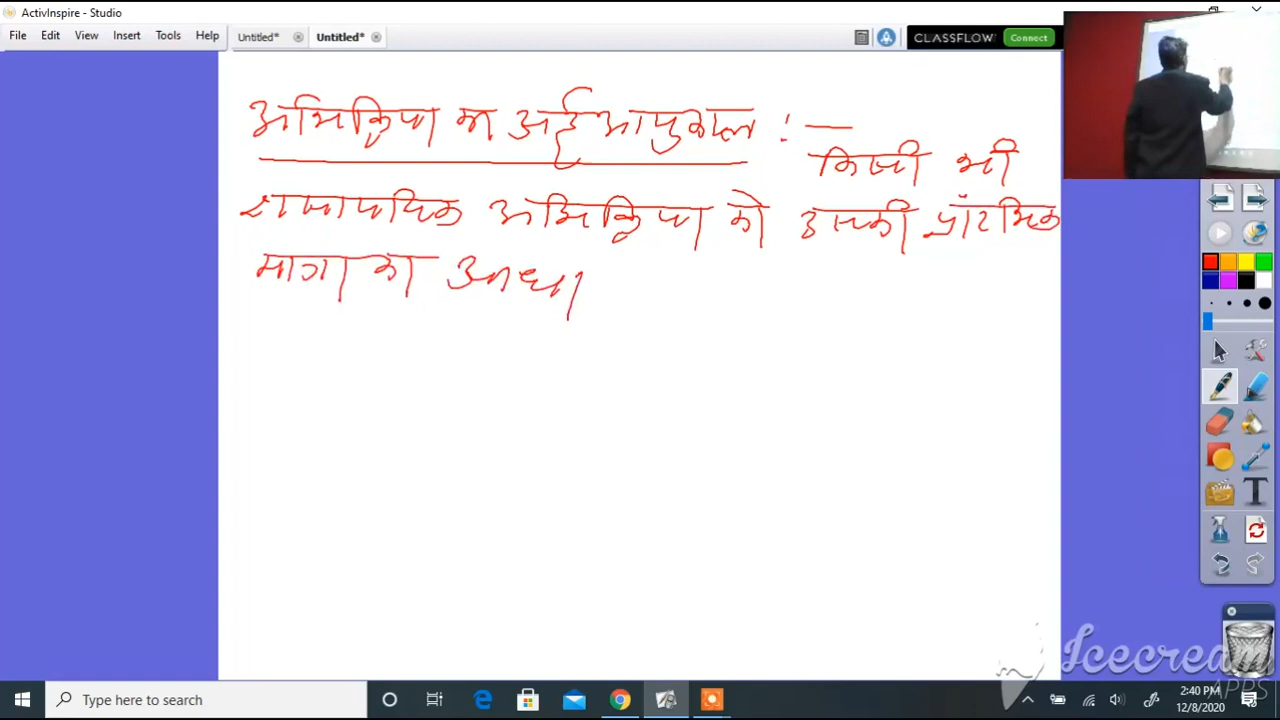 ActivInspire - Studio
File Edit View Insert Tools Help Untitled* Untitled* CLASSFLOW Connect
अभिक्रिया का अर्द्धआयुकाल : —
किसी भी
रासायनिक अभिक्रिया को उसकी प्रारंभिक
मात्रा का आधा
Icecream
APPS
Type here to search
2:40 PM
12/8/2020